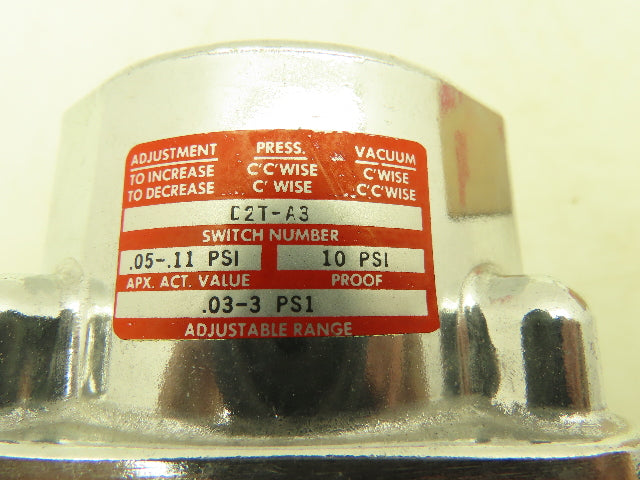 ADJUSTMENT PRESS. VACUUM
TO INCREASE C'C'WISE C'WISE
TO DECREASE C' WISE C'C'WISE
D2T-A3
SWITCH NUMBER
.05-.11 PSI 10 PSI
APX. ACT. VALUE PROOF
.03-3 PSI
ADJUSTABLE RANGE